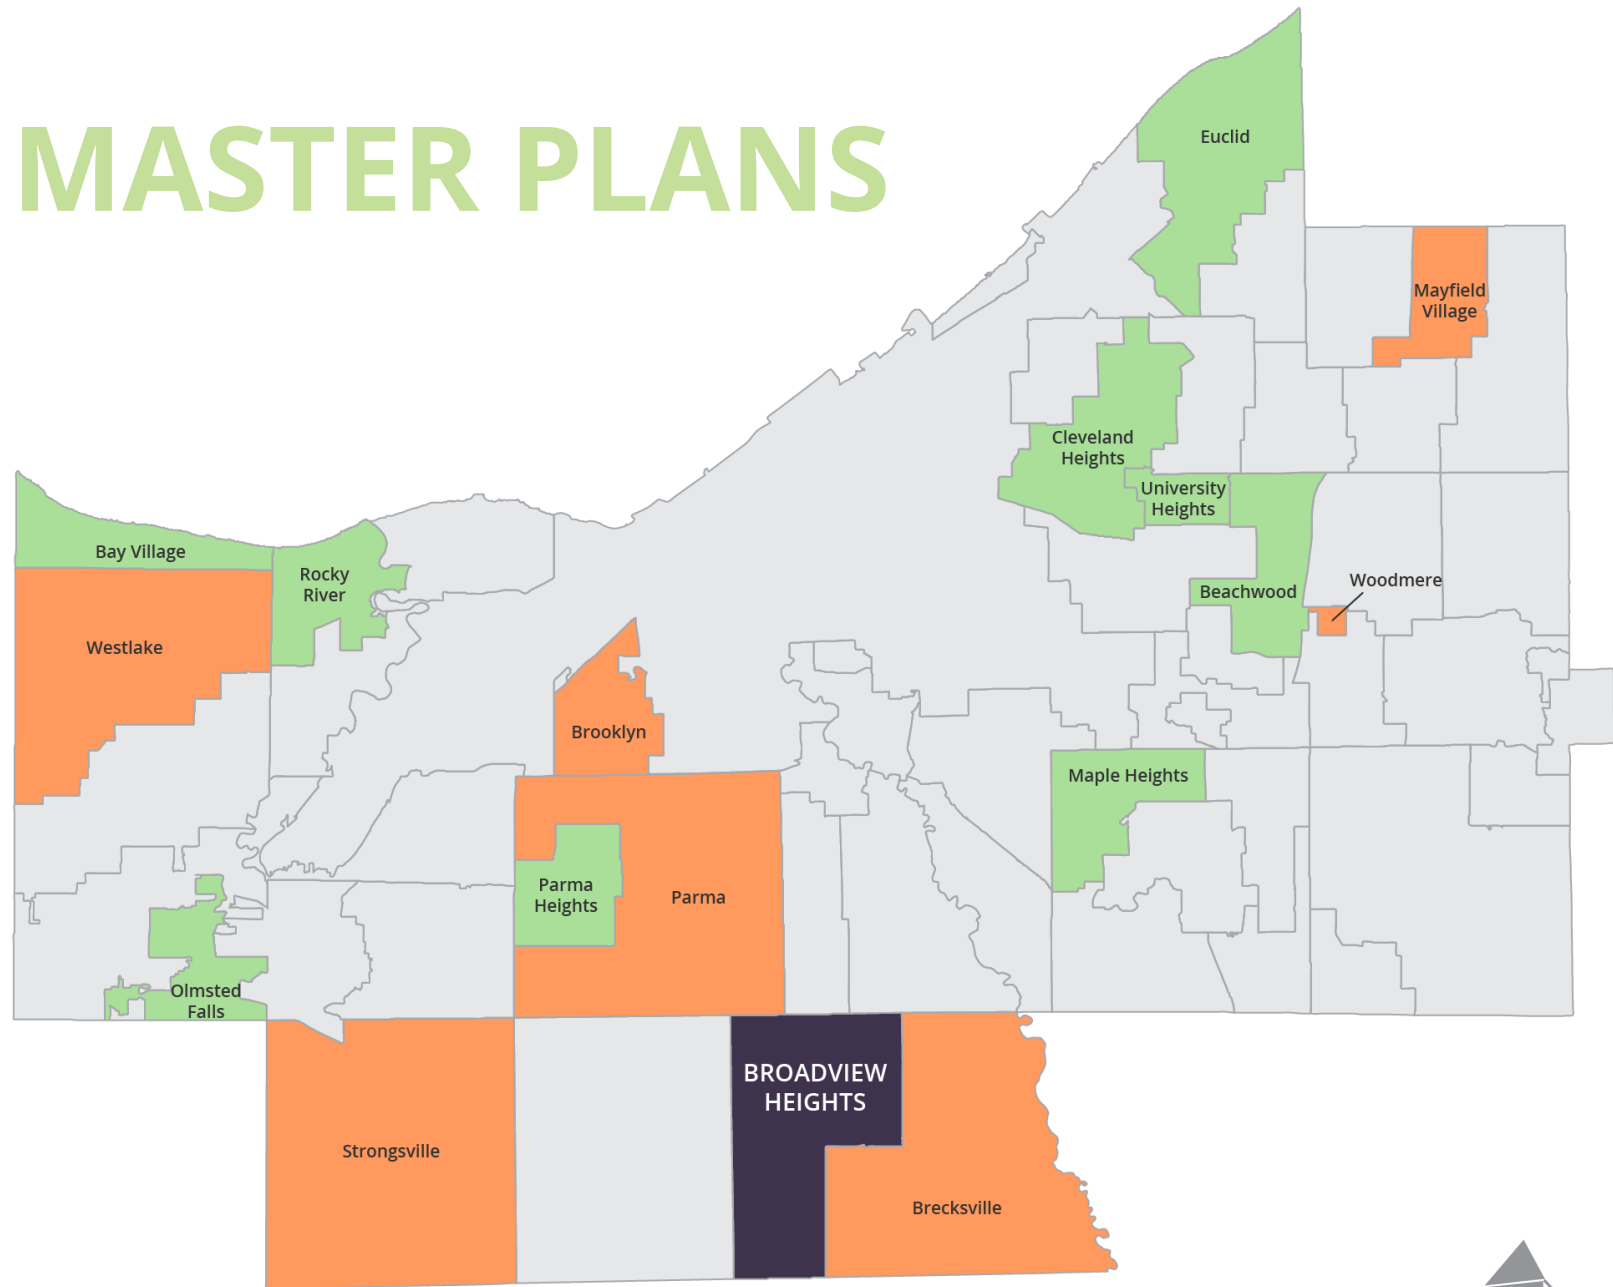 MASTER PLANS
Euclid
Mayfield
Village
Cleveland
Heights
University
Heights
Bay Village
Rocky
River
Woodmere
Beachwood
Westlake
Brooklyn
Maple Heights
Parma
Heights
Parma
Olmsted
Falls
BROADVIEW
HEIGHTS
Strongsville
Brecksville